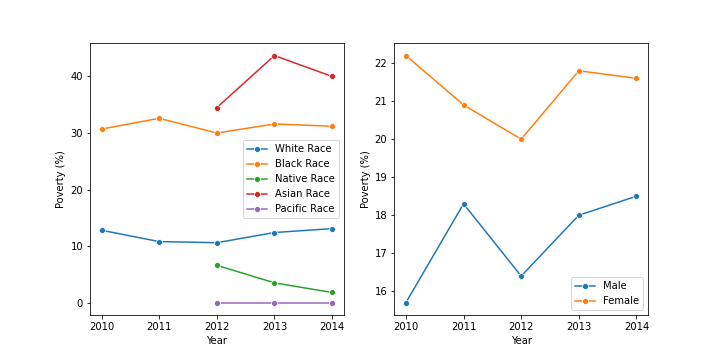 Poverty (%)
40
30
20
10
0
2010 2011 2012 2013 2014
Year
White Race
Black Race
Native Race
Asian Race
Pacific Race
Poverty (%)
22
21
20
19
18
17
16
2010 2011 2012 2013 2014
Year
Male
Female